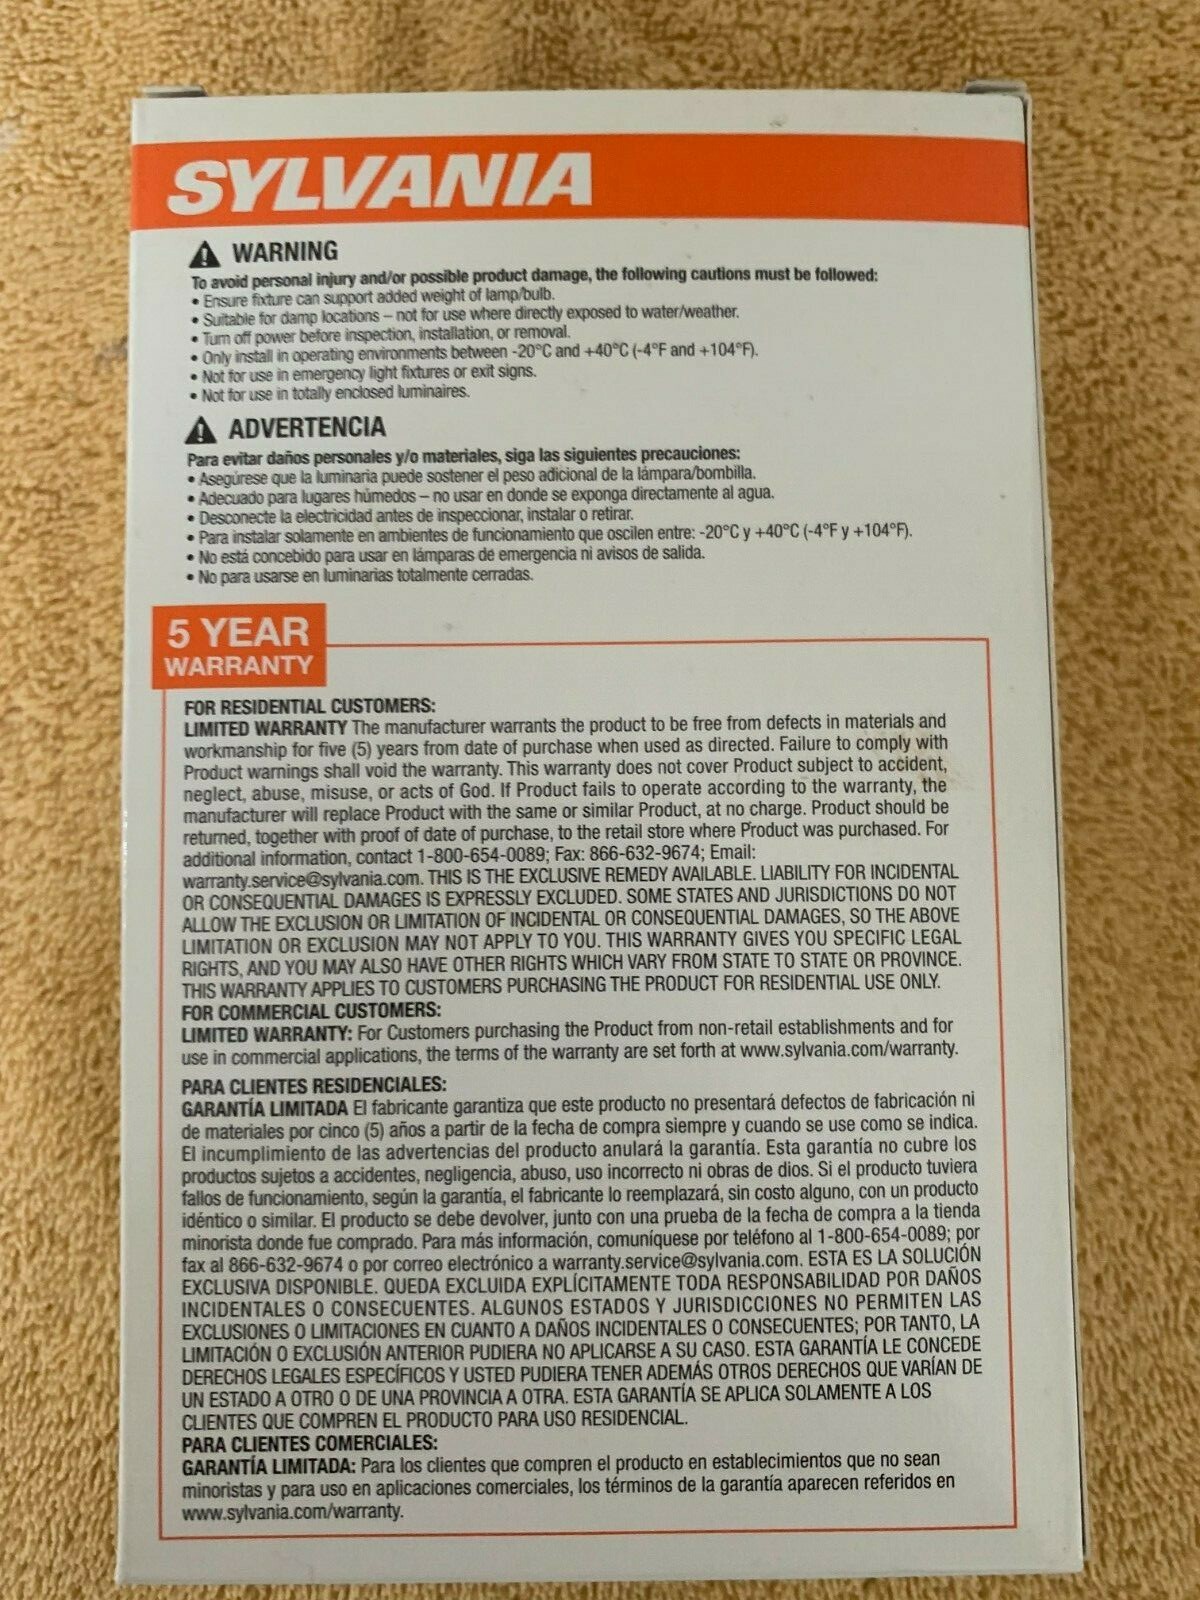 SYLVANIA
WARNING
To avoid personal injury and/or possible product damage, the following cautions must be followed:
• Ensure fixture can support added weight of lamp/bulb.
• Suitable for damp locations – not for use where directly exposed to water/weather.
• Turn off power before inspection, installation, or removal.
• Only install in operating environments between -20°C and +40°C (-4°F and +104°F).
• Not for use in emergency light fixtures or exit signs.
• Not for use in totally enclosed luminaires.
ADVERTENCIA
Para evitar daños personales y/o materiales, siga las siguientes precauciones:
• Asegúrese que la luminaria puede sostener el peso adicional de la lámpara/bombilla.
• Adecuado para lugares húmedos – no usar en donde se exponga directamente al agua.
• Desconecte la electricidad antes de inspeccionar, instalar o retirar.
• Para instalar solamente en ambientes de funcionamiento que oscilen entre: -20°C y +40°C (-4°F y +104°F).
• No está concebido para usar en lámparas de emergencia ni avisos de salida.
• No para usarse en luminarias totalmente cerradas.
5 YEAR
WARRANTY
FOR RESIDENTIAL CUSTOMERS:
LIMITED WARRANTY The manufacturer warrants the product to be free from defects in materials and
workmanship for five (5) years from date of purchase when used as directed. Failure to comply with
Product warnings shall void the warranty. This warranty does not cover Product subject to accident,
neglect, abuse, misuse, or acts of God. If Product fails to operate according to the warranty, the
manufacturer will replace Product with the same or similar Product, at no charge. Product should be
returned, together with proof of date of purchase, to the retail store where Product was purchased. For
additional information, contact 1-800-654-0089; Fax: 866-632-9674; Email:
warranty.service@sylvania.com. THIS IS THE EXCLUSIVE REMEDY AVAILABLE. LIABILITY FOR INCIDENTAL
OR CONSEQUENTIAL DAMAGES IS EXPRESSLY EXCLUDED. SOME STATES AND JURISDICTIONS DO NOT
ALLOW THE EXCLUSION OR LIMITATION OF INCIDENTAL OR CONSEQUENTIAL DAMAGES, SO THE ABOVE
LIMITATION OR EXCLUSION MAY NOT APPLY TO YOU. THIS WARRANTY GIVES YOU SPECIFIC LEGAL
RIGHTS, AND YOU MAY ALSO HAVE OTHER RIGHTS WHICH VARY FROM STATE TO STATE OR PROVINCE.
THIS WARRANTY APPLIES TO CUSTOMERS PURCHASING THE PRODUCT FOR RESIDENTIAL USE ONLY.
FOR COMMERCIAL CUSTOMERS:
LIMITED WARRANTY: For Customers purchasing the Product from non-retail establishments and for
use in commercial applications, the terms of the warranty are set forth at www.sylvania.com/warranty.
PARA CLIENTES RESIDENCIALES:
GARANTÍA LIMITADA El fabricante garantiza que este producto no presentará defectos de fabricación ni
de materiales por cinco (5) años a partir de la fecha de compra siempre y cuando se use como se indica.
El incumplimiento de las advertencias del producto anulará la garantía. Esta garantía no cubre los
productos sujetos a accidentes, negligencia, abuso, uso incorrecto ni obras de dios. Si el producto tuviera
fallos de funcionamiento, según la garantía, el fabricante lo reemplazará, sin costo alguno, con un producto
idéntico o similar. El producto se debe devolver, junto con una prueba de la fecha de compra a la tienda
minorista donde fue comprado. Para más información, comuníquese por teléfono al 1-800-654-0089; por
fax al 866-632-9674 o por correo electrónico a warranty.service@sylvania.com. ESTA ES LA SOLUCIÓN
EXCLUSIVA DISPONIBLE. QUEDA EXCLUIDA EXPLÍCITAMENTE TODA RESPONSABILIDAD POR DAÑOS
INCIDENTALES O CONSECUENTES. ALGUNOS ESTADOS Y JURISDICCIONES NO PERMITEN LAS
EXCLUSIONES O LIMITACIONES EN CUANTO A DAÑOS INCIDENTALES O CONSECUENTES; POR TANTO, LA
LIMITACIÓN O EXCLUSIÓN ANTERIOR PUDIERA NO APLICARSE A SU CASO. ESTA GARANTÍA LE CONCEDE
DERECHOS LEGALES ESPECÍFICOS Y USTED PUDIERA TENER ADEMÁS OTROS DERECHOS QUE VARÍAN DE
UN ESTADO A OTRO O DE UNA PROVINCIA A OTRA. ESTA GARANTÍA SE APLICA SOLAMENTE A LOS
CLIENTES QUE COMPREN EL PRODUCTO PARA USO RESIDENCIAL.
PARA CLIENTES COMERCIALES:
GARANTÍA LIMITADA: Para los clientes que compren el producto en establecimientos que no sean
minoristas y para uso en aplicaciones comerciales, los términos de la garantía aparecen referidos en
www.sylvania.com/warranty.